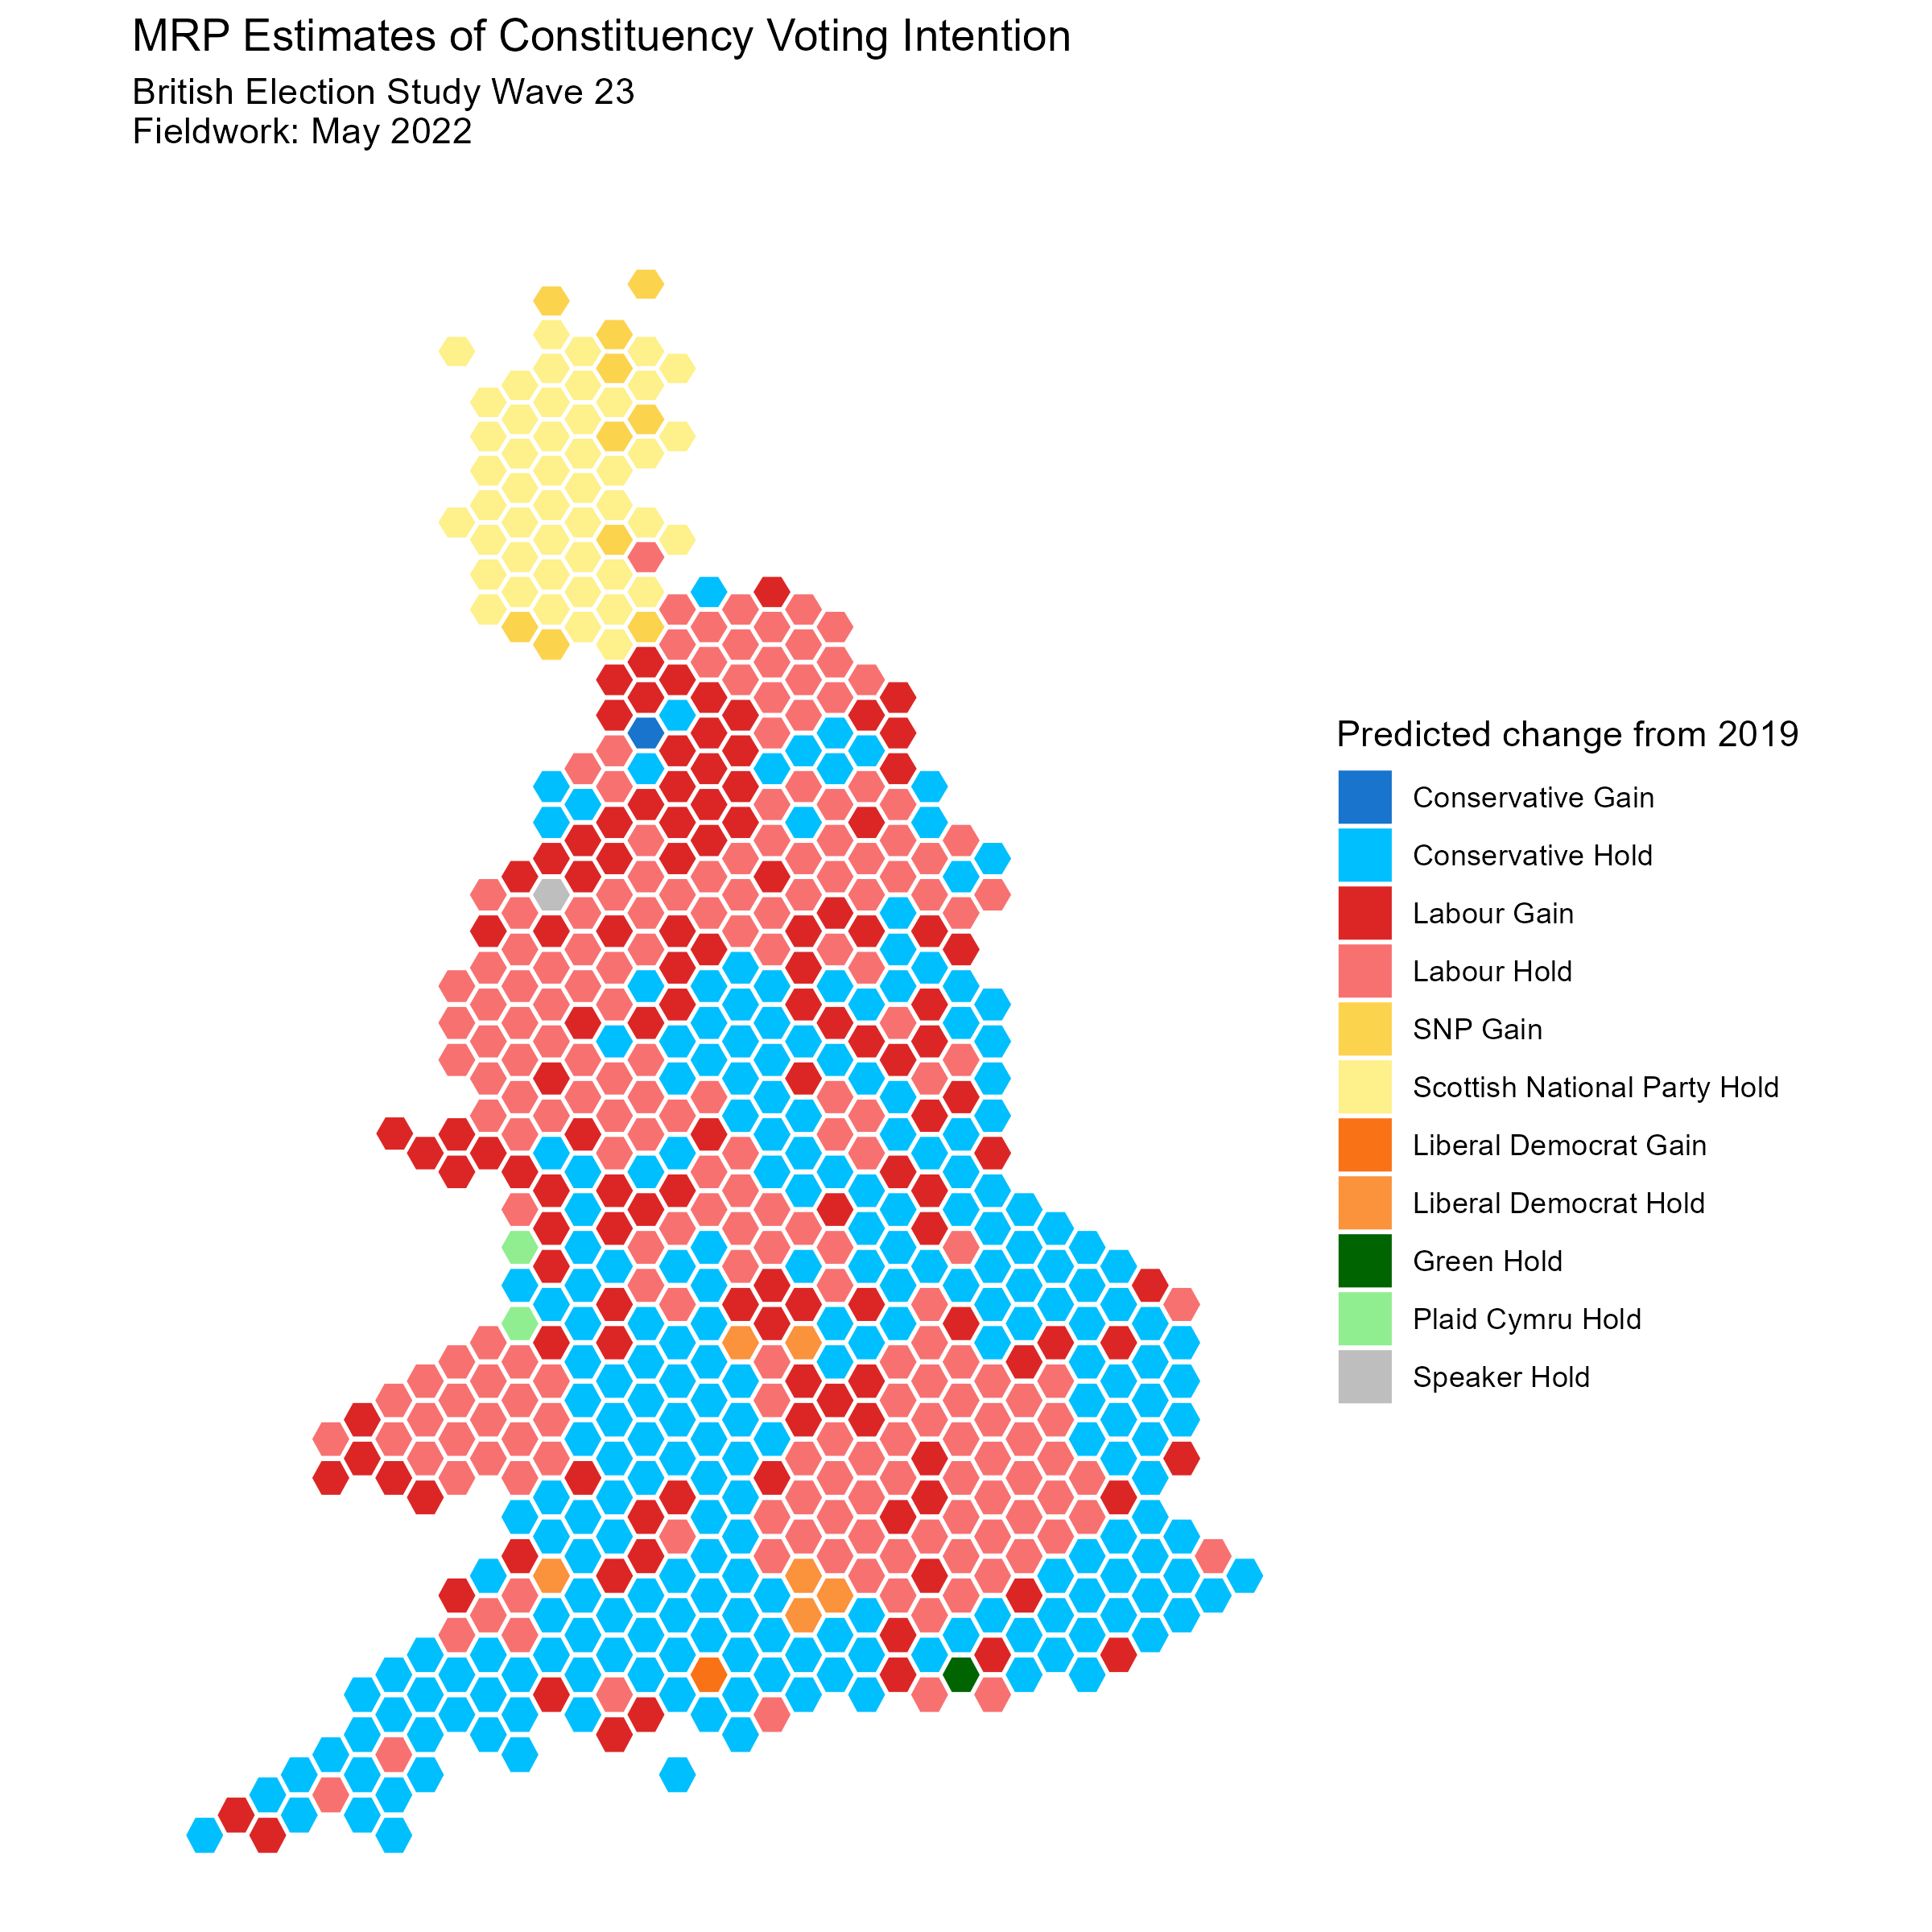 MRP Estimates of Constituency Voting Intention
British Election Study Wave 23
Fieldwork: May 2022
Predicted change from 2019
Conservative Gain
Conservative Hold
Labour Gain
Labour Hold
SNP Gain
Scottish National Party Hold
Liberal Democrat Gain
Liberal Democrat Hold
Green Hold
Plaid Cymru Hold
Speaker Hold